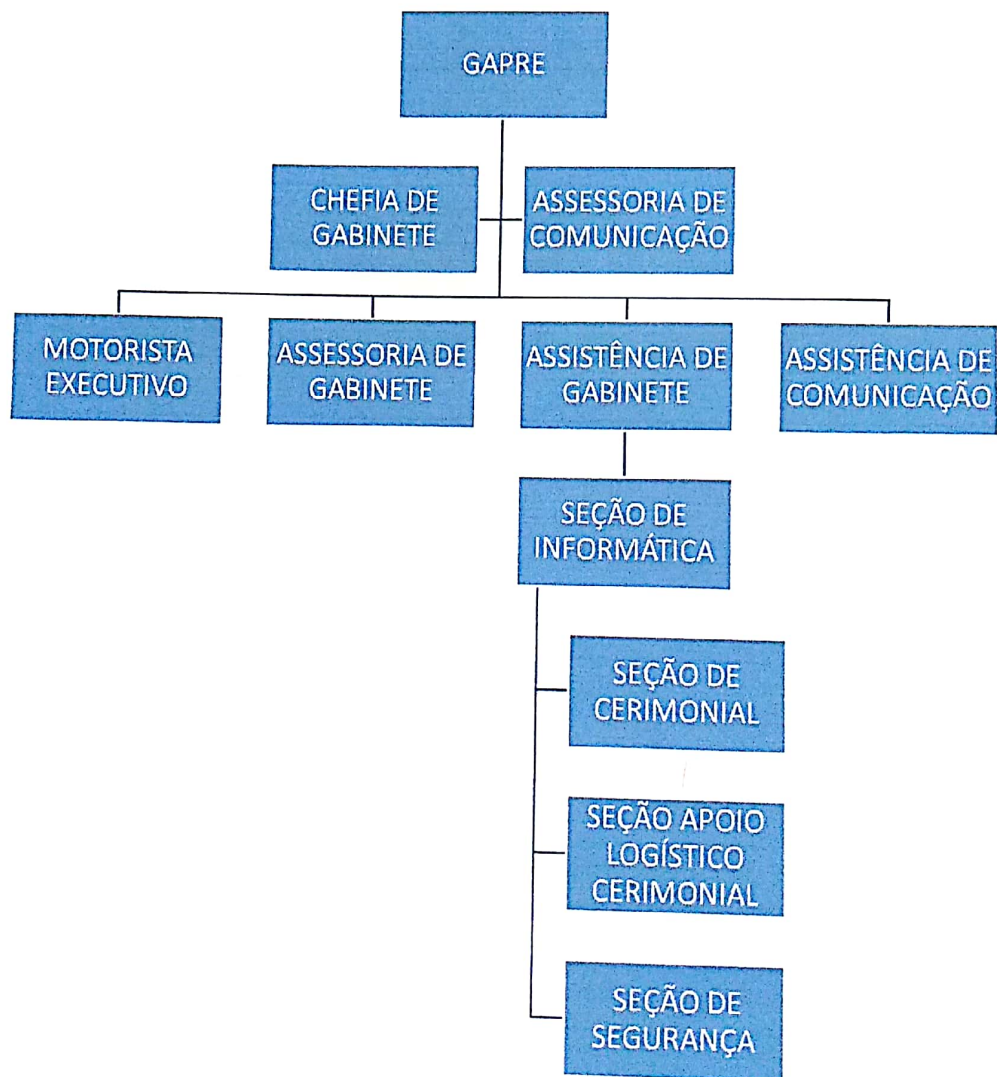 GAPRE
CHEFIA DE
GABINETE
ASSESSORIA DE
COMUNICAÇÃO
MOTORISTA
EXECUTIVO
ASSESSORIA DE
GABINETE
ASSISTÊNCIA DE
GABINETE
ASSISTÊNCIA DE
COMUNICAÇÃO
SEÇÃO DE
INFORMÁTICA
SEÇÃO DE
CERIMONIAL
SEÇÃO APOIO
LOGÍSTICO
CERIMONIAL
SEÇÃO DE
SEGURANÇA